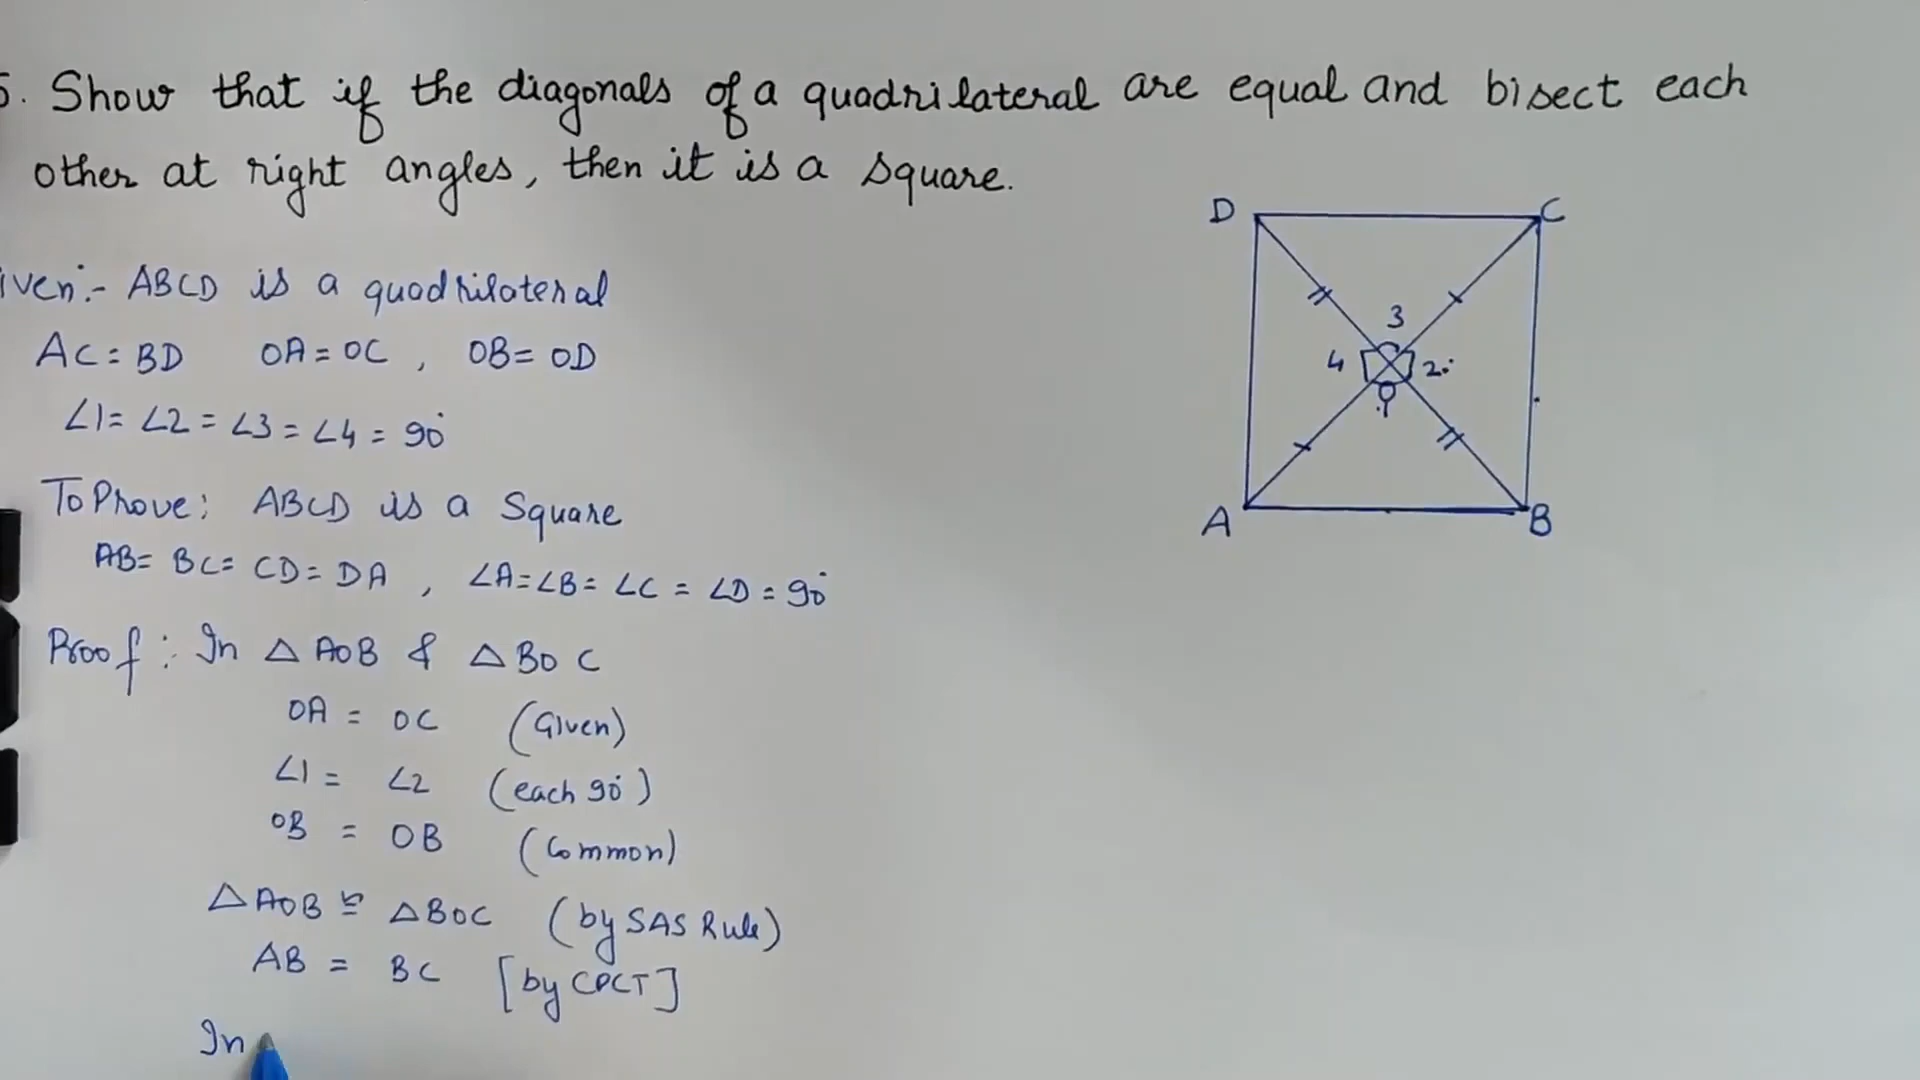 5. Show that if the diagonals of a quadrilateral are equal and bisect each
other at right angles, then it is a square.
iven:- ABCD is a quadrilateral
AC = BD OA = OC , OB = OD
∠1 = ∠2 = ∠3 = ∠4 = 90°
To Prove: ABCD is a Square
AB = BC = CD = DA , ∠A = ∠B = ∠C = ∠D = 90°
Proof : In △ AOB & △ BOC
OA = OC (Given)
∠1 = ∠2 (each 90°)
OB = OB (Common)
△AOB ≅ △BOC (by SAS Rule)
AB = BC [by CPCT]
In
D C
3
4 2
O
1
A B